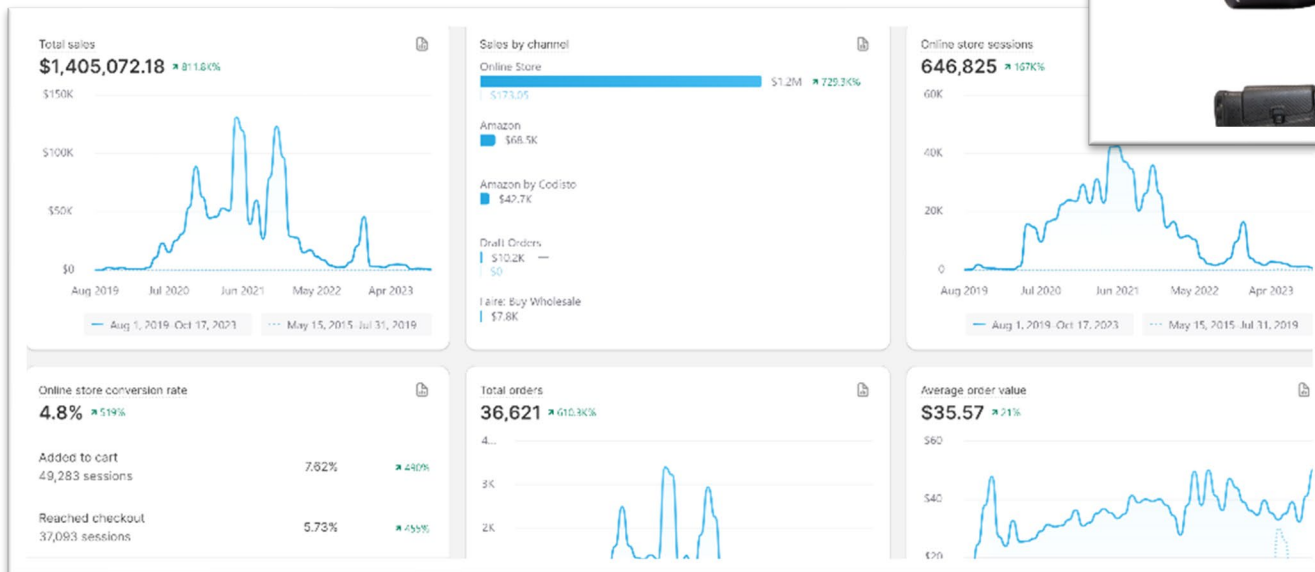 Total sales
$1,405,072.18 ↗ 811.8K%
$150K
$100K
$50K
$0
Aug 2019 Jul 2020 Jun 2021 May 2022 Apr 2023
Aug 1, 2019-Oct 17, 2023 May 15, 2015-Jul 31, 2019
Sales by channel
Online Store
$1.2M ↗ 729.3K%
$173.05
Amazon
$68.5K
Amazon by Codisto
$42.7K
Draft Orders
$10.2K —
$0
Faire: Buy Wholesale
$7.8K
Online store sessions
646,825 ↗ 167K%
60K
40K
20K
0
Aug 2019 Jul 2020 Jun 2021 May 2022 Apr 2023
Aug 1, 2019-Oct 17, 2023 May 15, 2015-Jul 31, 2019
Online store conversion rate
4.8% ↗ 519%
Added to cart
49,283 sessions
7.62% ↗ 490%
Reached checkout
37,093 sessions
5.73% ↗ 455%
Total orders
36,621 ↗ 610.3K%
4...
3K
2K
Average order value
$35.57 ↗ 21%
$60
$40
$20